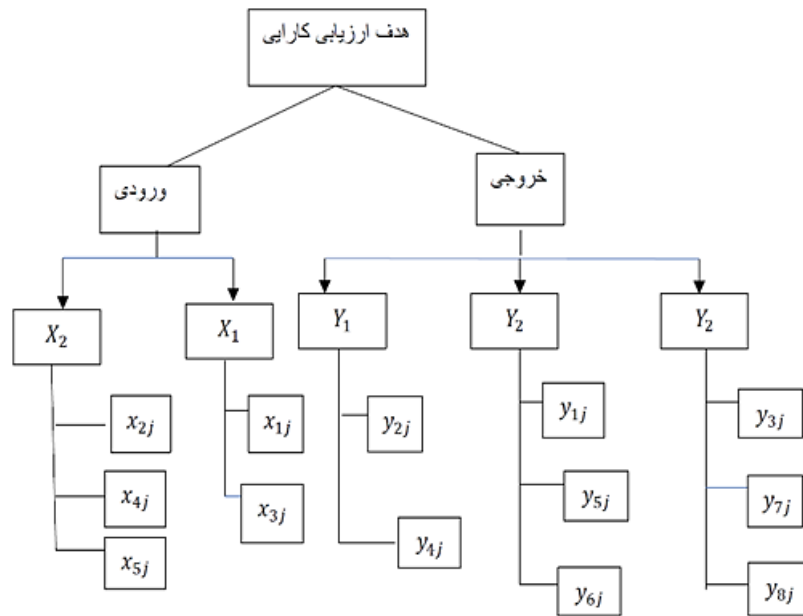 هدف ارزیابی کارایی
ورودی
خروجی
X₂
X₁
Y₁
Y₂
Y₂
x₂ⱼ
x₁ⱼ
y₂ⱼ
y₁ⱼ
y₃ⱼ
x₄ⱼ
x₃ⱼ
y₅ⱼ
y₇ⱼ
x₅ⱼ
y₄ⱼ
y₆ⱼ
y₈ⱼ